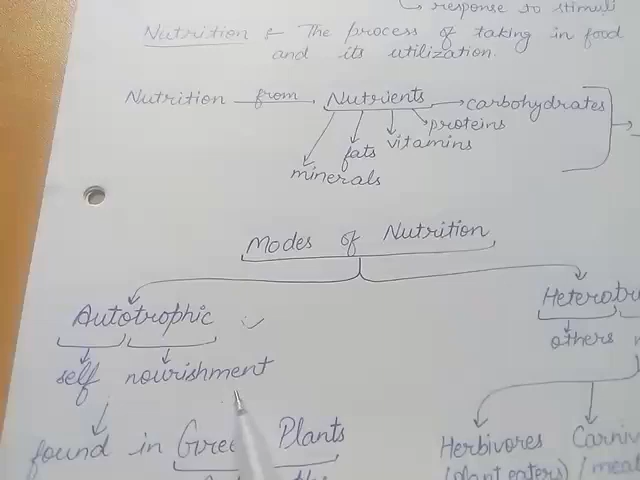 response to stimuli
Nutrition :- The process of taking in food
and its utilization.
Nutrition from Nutrients carbohydrates
proteins
vitamins
fats
minerals
Modes of Nutrition
Autotrophic
self nourishment
others
found in Plants
Herbivores
(plant eaters)